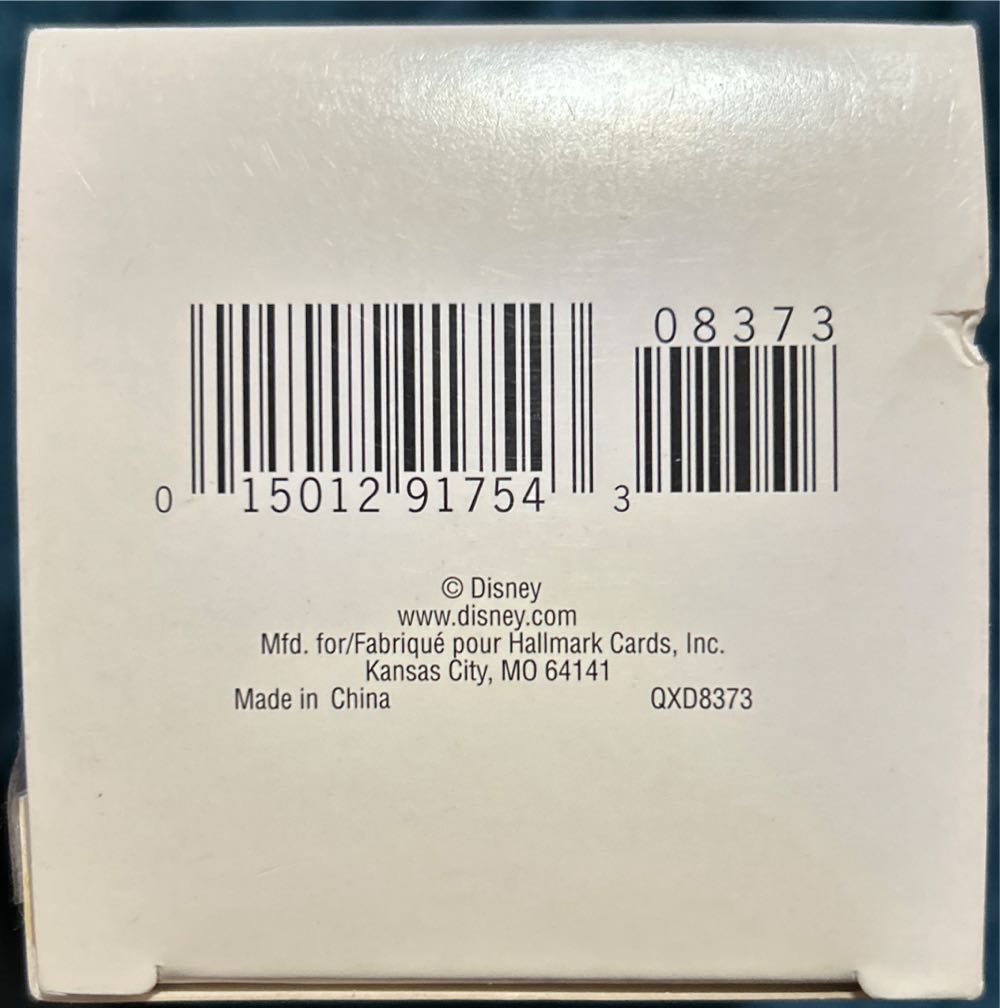 08373
0 15012 91754 3
© Disney
www.disney.com
Mfd. for/Fabriqué pour Hallmark Cards, Inc.
Kansas City, MO 64141
Made in China QXD8373